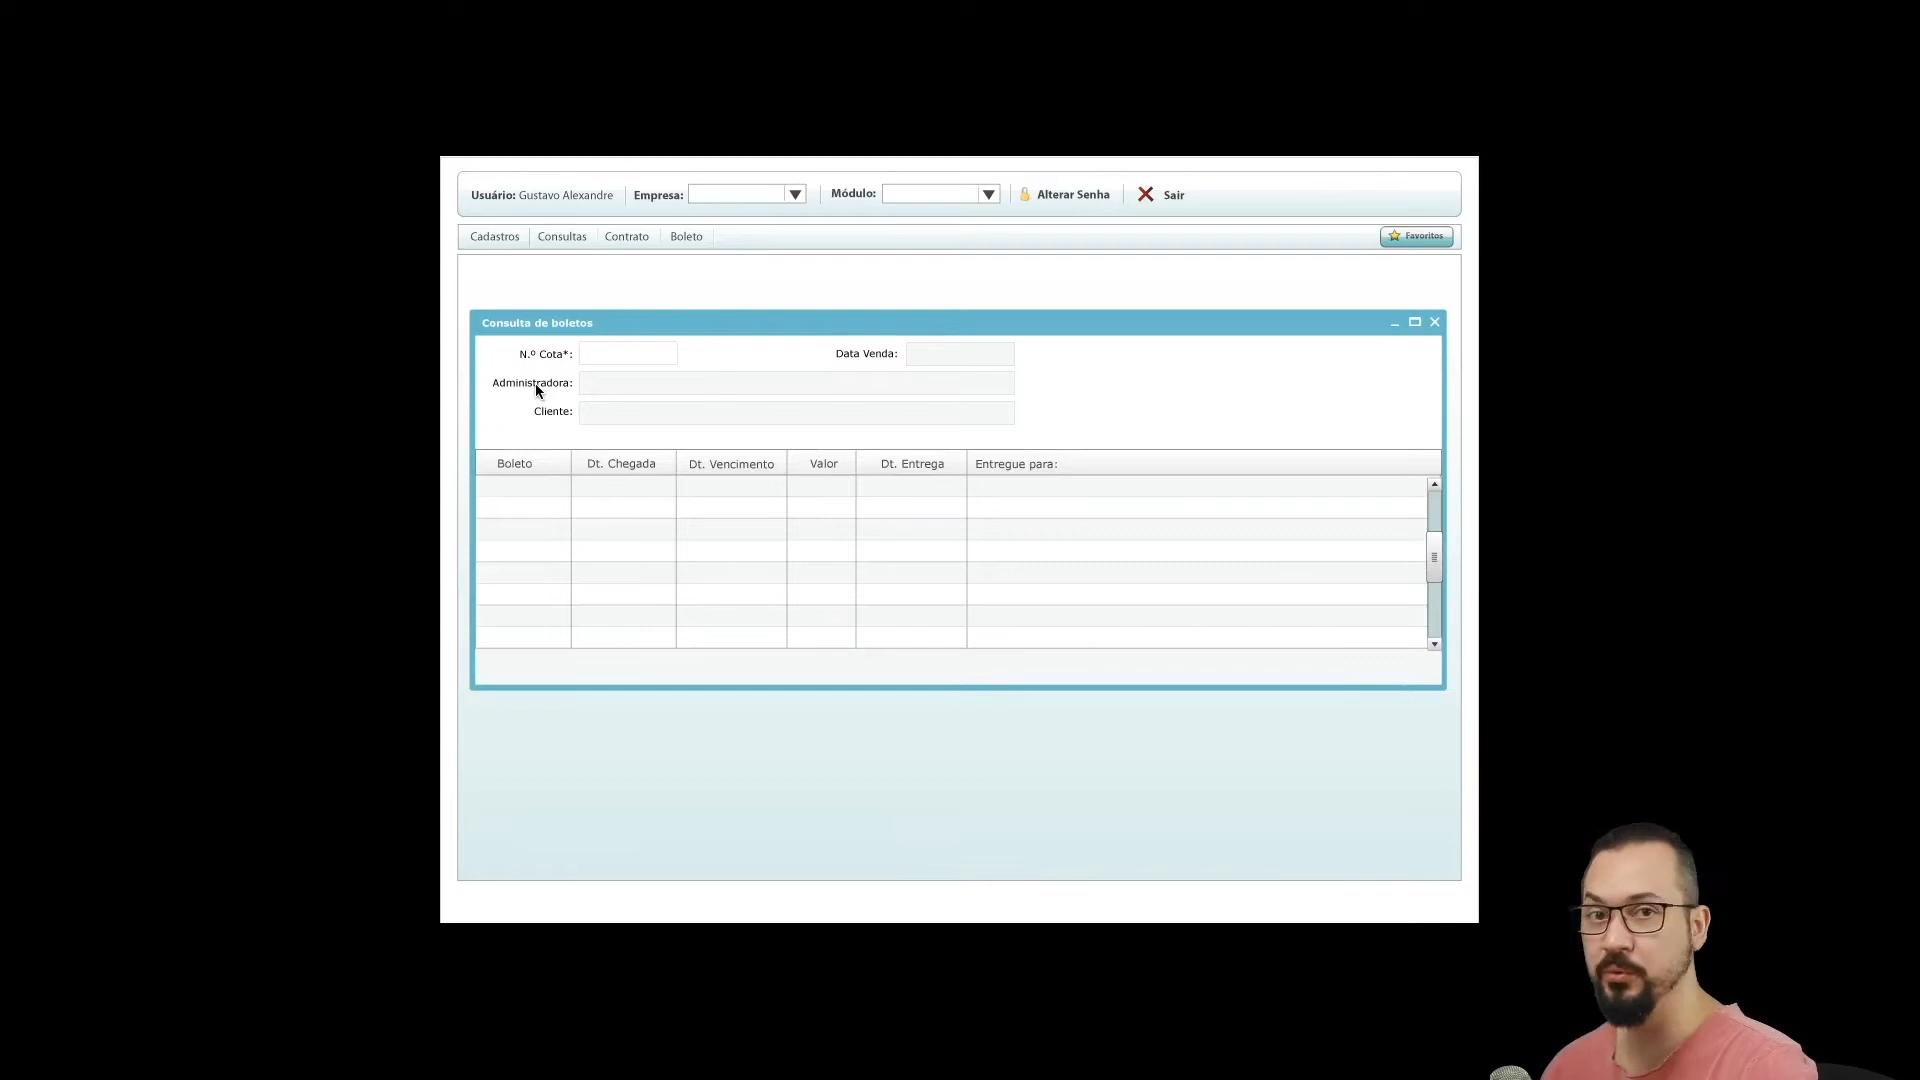 Usuário: Gustavo Alexandre Empresa: Módulo: Alterar Senha Sair
Cadastros Consultas Contrato Boleto Favoritos
Consulta de boletos
N.º Cota*: Data Venda:
Administradora:
Cliente:
Boleto Dt. Chegada Dt. Vencimento Valor Dt. Entrega Entregue para: